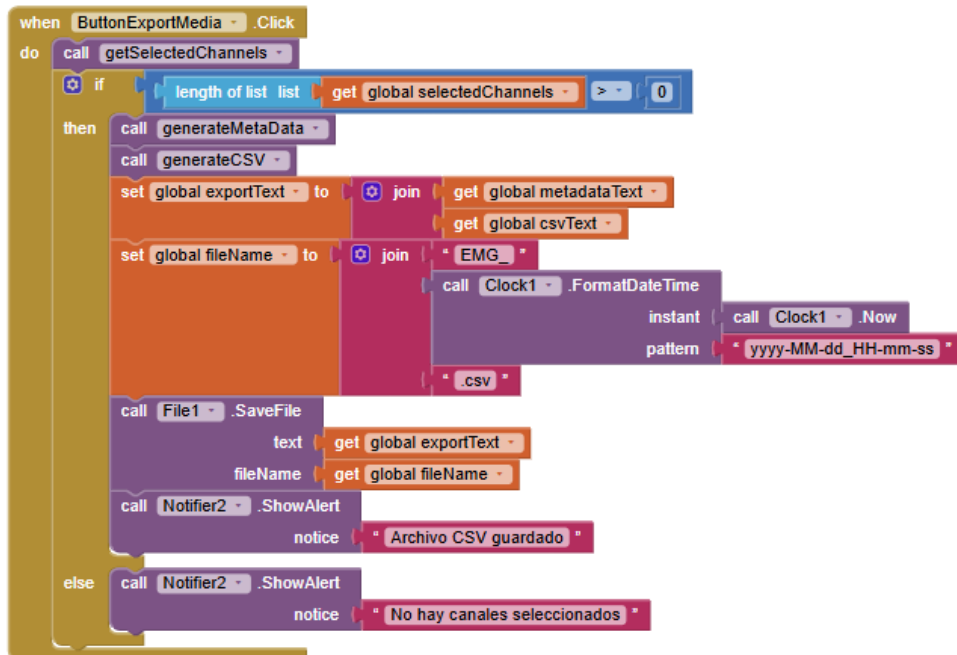 when ButtonExportMedia .Click
do call getSelectedChannels
if length of list list get global selectedChannels > 0
then call generateMetaData
call generateCSV
set global exportText to join get global metadataText
get global csvText
set global fileName to join " EMG_ "
call Clock1 .FormatDateTime
instant call Clock1 .Now
pattern " yyyy-MM-dd_HH-mm-ss "
" .csv "
call File1 .SaveFile
text get global exportText
fileName get global fileName
call Notifier2 .ShowAlert
notice " Archivo CSV guardado "
else call Notifier2 .ShowAlert
notice " No hay canales seleccionados "